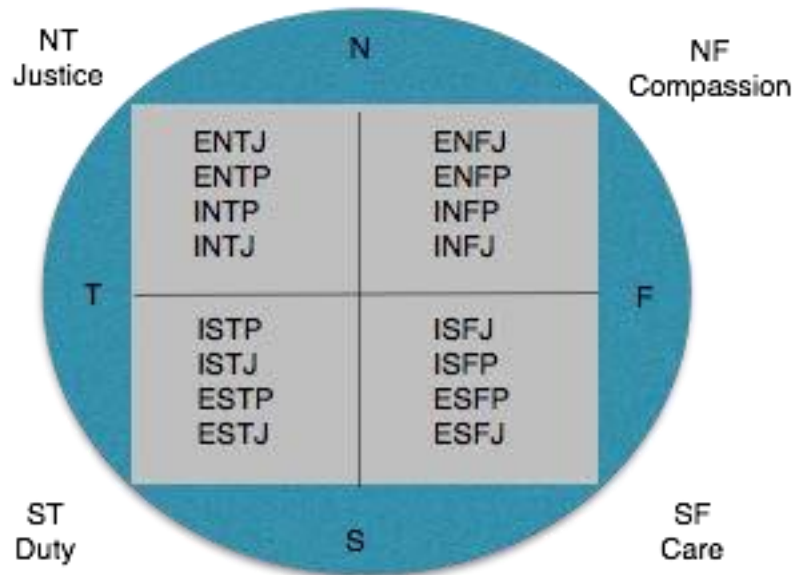 NT
Justice
N
NF
Compassion
ENTJ
ENTP
INTP
INTJ
ENFJ
ENFP
INFP
INFJ
T
F
ISTP
ISTJ
ESTP
ESTJ
ISFJ
ISFP
ESFP
ESFJ
ST
Duty
S
SF
Care